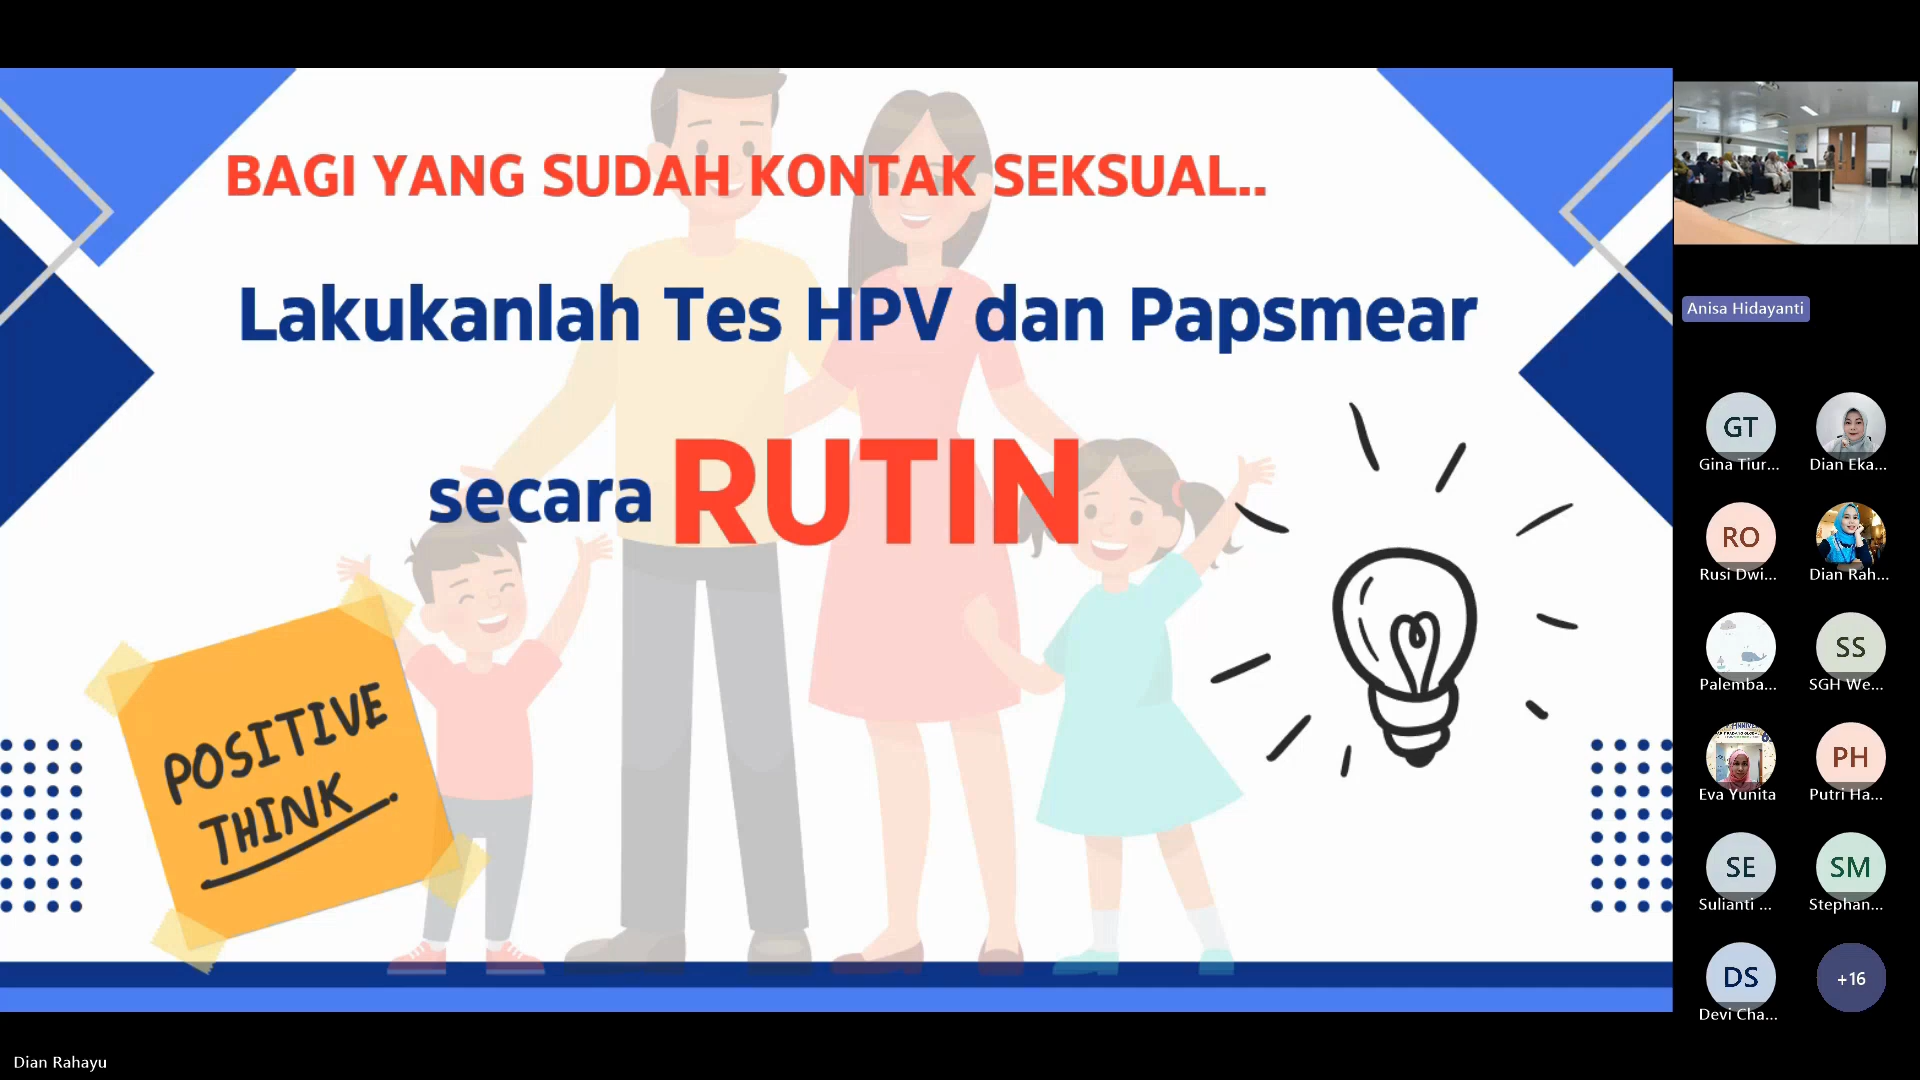 BAGI YANG SUDAH KONTAK SEKSUAL..
Lakukanlah Tes HPV dan Papsmear
secara RUTIN
POSITIVE
THINK
Anisa Hidayanti
GT
Gina Tiur...
Dian Eka...
RO
Rusi Dwi...
Dian Rah...
Palemba...
SS
SGH We...
Eva Yunita
PH
Putri Ha...
SE
Sulianti ...
SM
Stephan...
DS
Devi Cha...
+16
Dian Rahayu